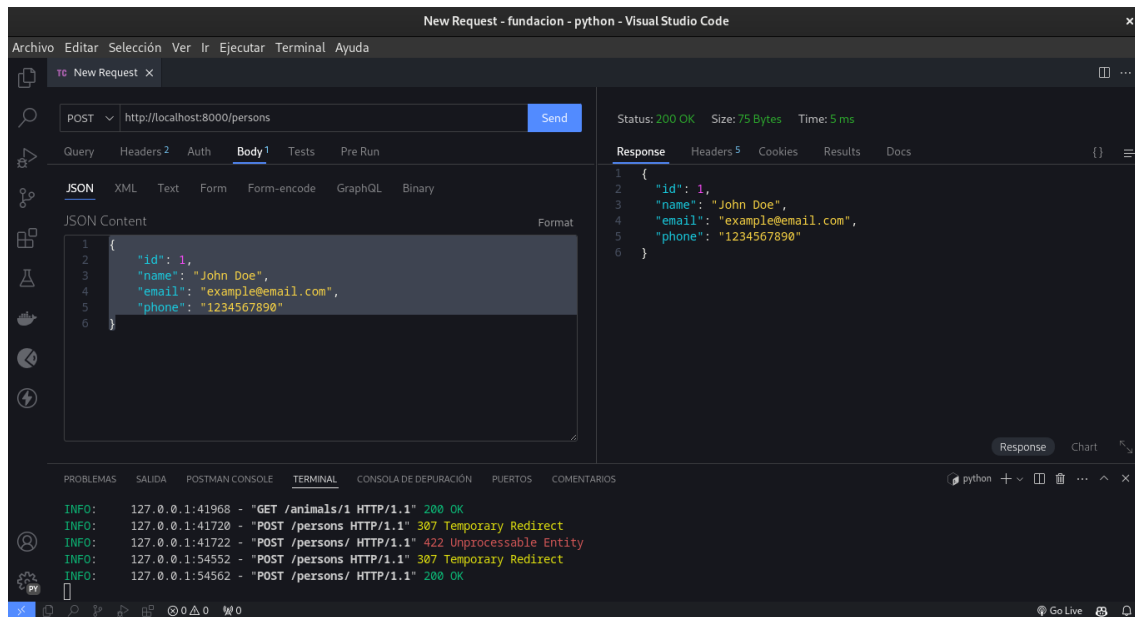 New Request - fundacion - python - Visual Studio Code
Archivo Editar Selección Ver Ir Ejecutar Terminal Ayuda
TC New Request
POST http://localhost:8000/persons Send
Status: 200 OK Size: 75 Bytes Time: 5 ms
Query Headers 2 Auth Body 1 Tests Pre Run
Response Headers 5 Cookies Results Docs {}
JSON XML Text Form Form-encode GraphQL Binary
JSON Content Format
1 {
2 "id": 1,
3 "name": "John Doe",
4 "email": "example@email.com",
5 "phone": "1234567890"
6 }
1 {
2 "id": 1,
3 "name": "John Doe",
4 "email": "example@email.com",
5 "phone": "1234567890"
6 }
Response Chart
PROBLEMAS SALIDA POSTMAN CONSOLE TERMINAL CONSOLA DE DEPURACIÓN PUERTOS COMENTARIOS python
INFO: 127.0.0.1:41968 - "GET /animals/1 HTTP/1.1" 200 OK
INFO: 127.0.0.1:41720 - "POST /persons HTTP/1.1" 307 Temporary Redirect
INFO: 127.0.0.1:41722 - "POST /persons/ HTTP/1.1" 422 Unprocessable Entity
INFO: 127.0.0.1:54552 - "POST /persons HTTP/1.1" 307 Temporary Redirect
INFO: 127.0.0.1:54562 - "POST /persons/ HTTP/1.1" 200 OK
PY
0 0 0 Go Live